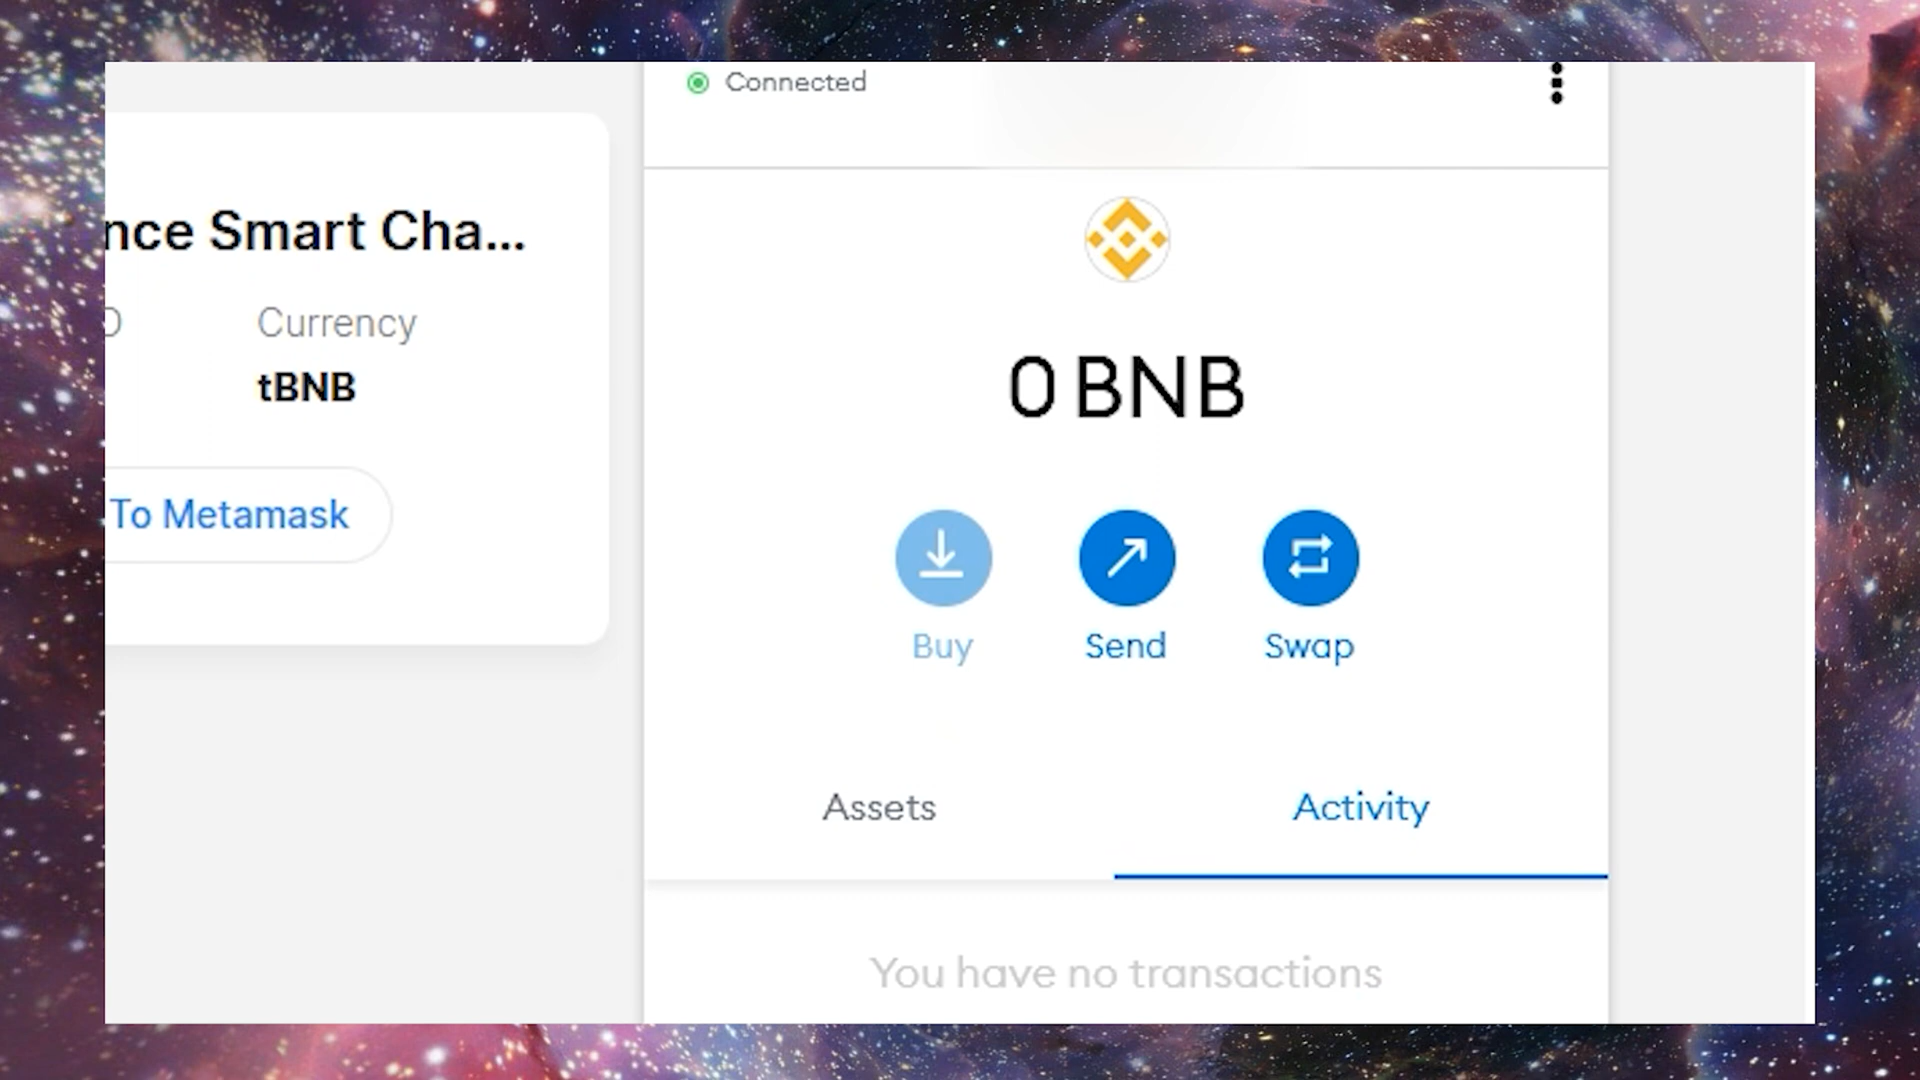 Connected
nce Smart Cha...
Currency
tBNB
To Metamask
0 BNB
Buy
Send
Swap
Assets
Activity
You have no transactions